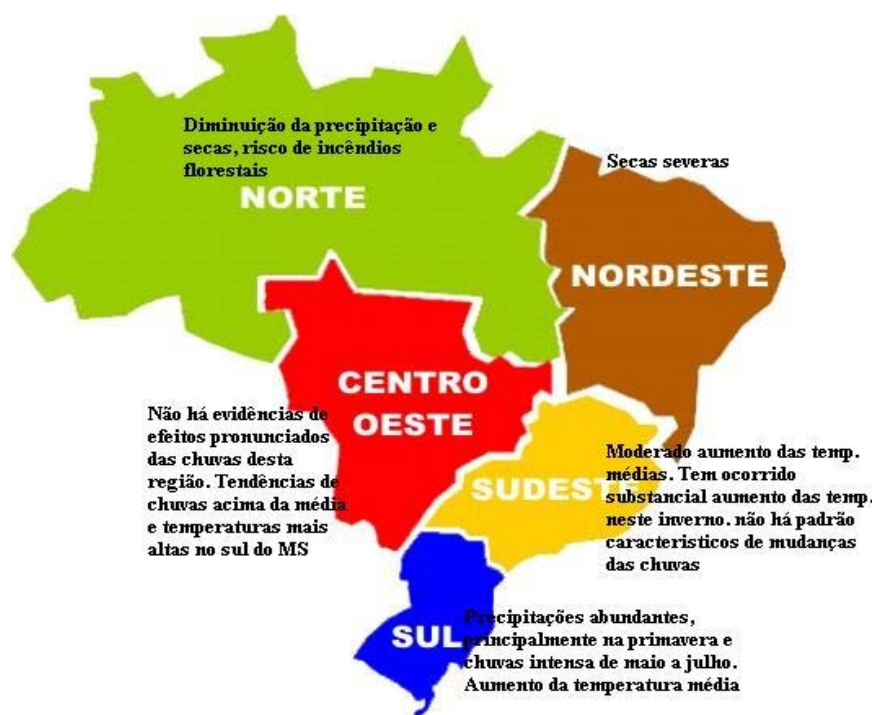 Diminuição da precipitação e
secas, risco de incêndios
florestais
NORTE
Secas severas
NORDESTE
CENTRO
OESTE
Não há evidências de
efeitos pronunciados
das chuvas desta
região. Tendências de
chuvas acima da média
e temperaturas mais
altas no sul do MS
SUDESTE
Moderado aumento das temp.
médias. Tem ocorrido
substancial aumento das temp.
neste inverno. não há padrão
caracteristicos de mudanças
das chuvas
SUL
Precipitações abundantes,
principalmente na primavera e
chuvas intensa de maio a julho.
Aumento da temperatura média